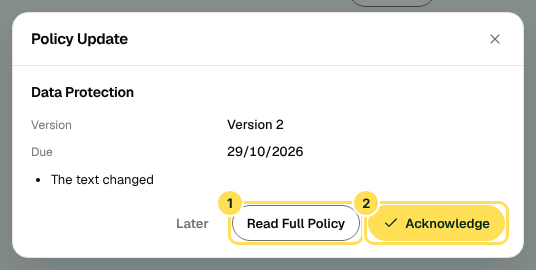 Policy Update
Data Protection
Version Version 2
Due 29/10/2026
• The text changed
1 2
Later Read Full Policy Acknowledge